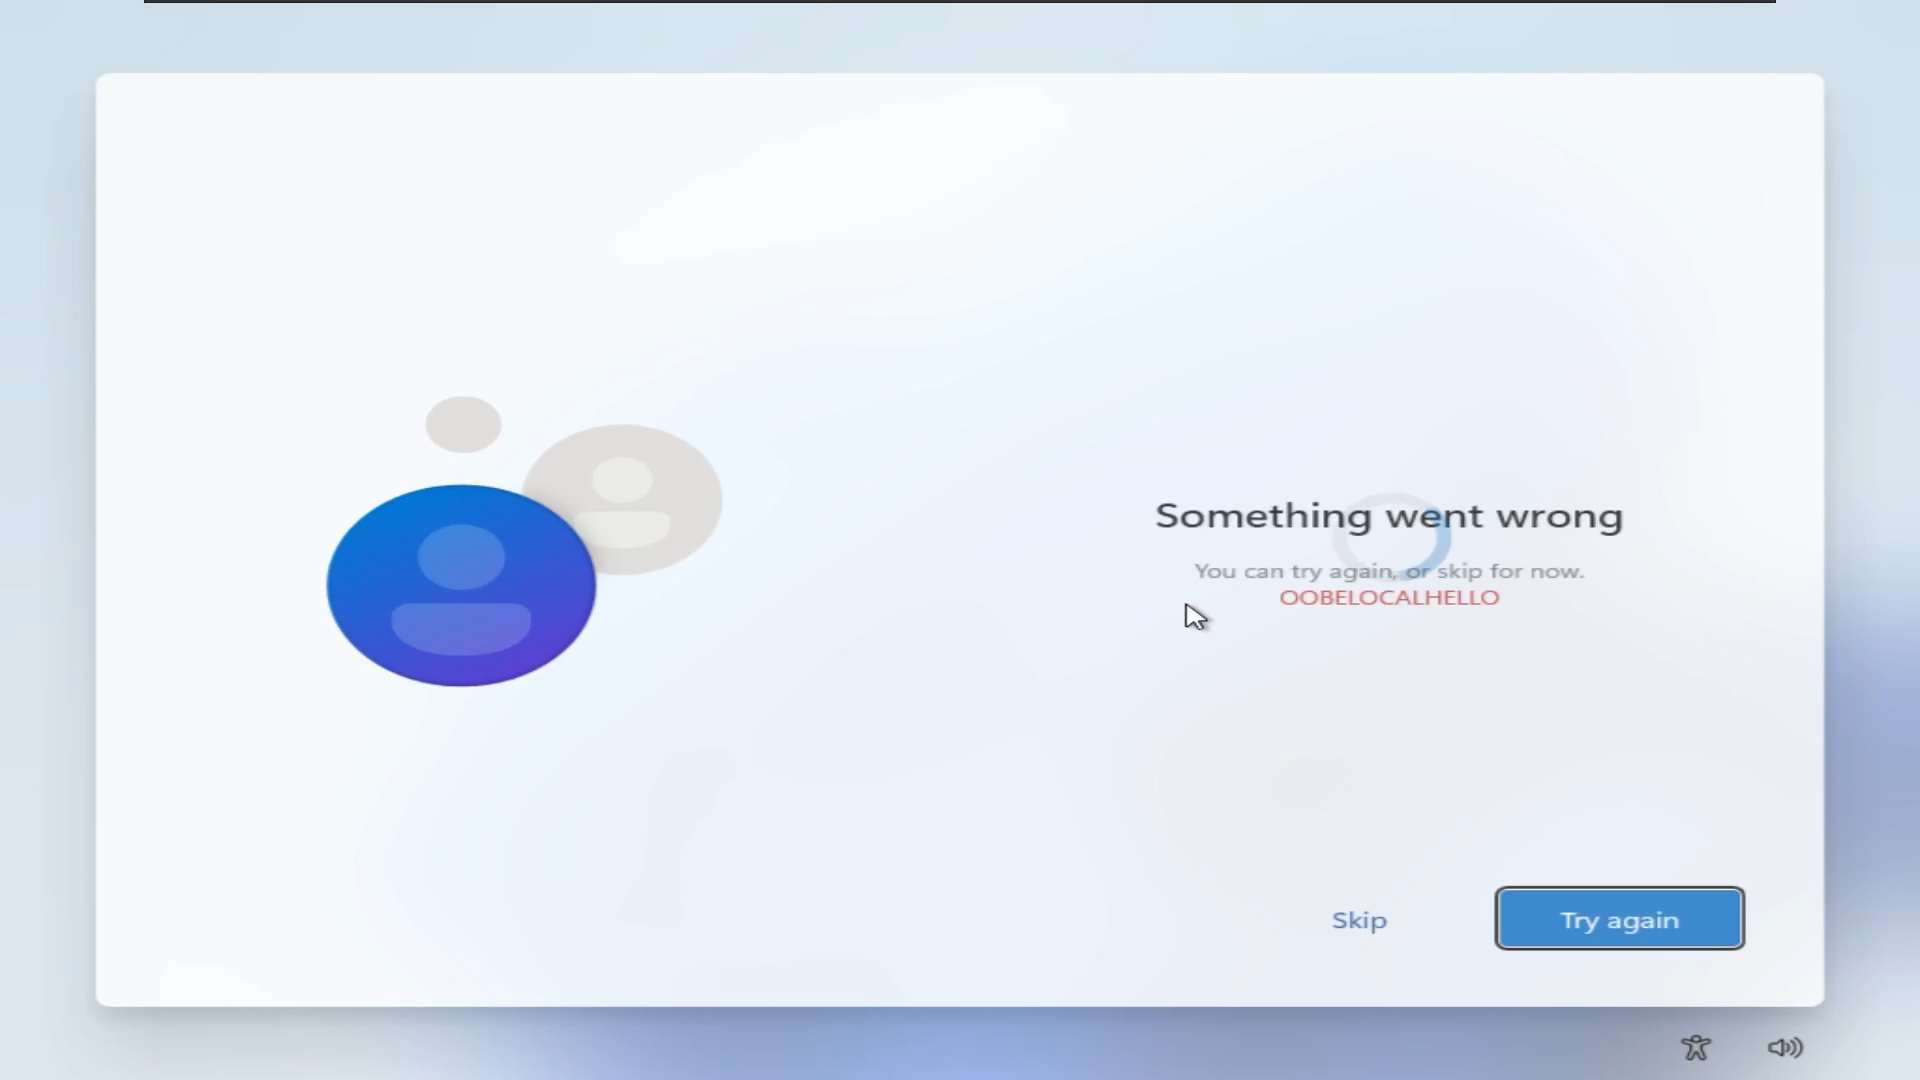 Something went wrong
You can try again, or skip for now.
OOBELOCALHELLO
Skip
Try again